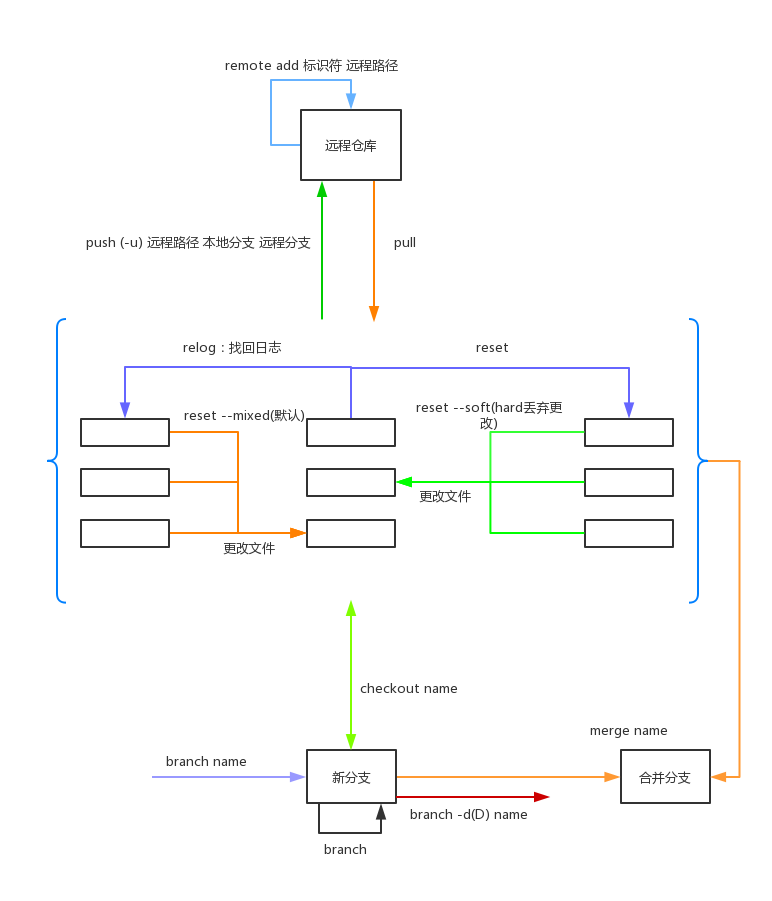 remote add 标识符 远程路径
远程仓库
push (-u) 远程路径 本地分支 远程分支
pull
relog : 找回日志
reset
reset --mixed(默认)
reset --soft(hard丢弃更
改)
更改文件
更改文件
checkout name
merge name
branch name
新分支
合并分支
branch -d(D) name
branch